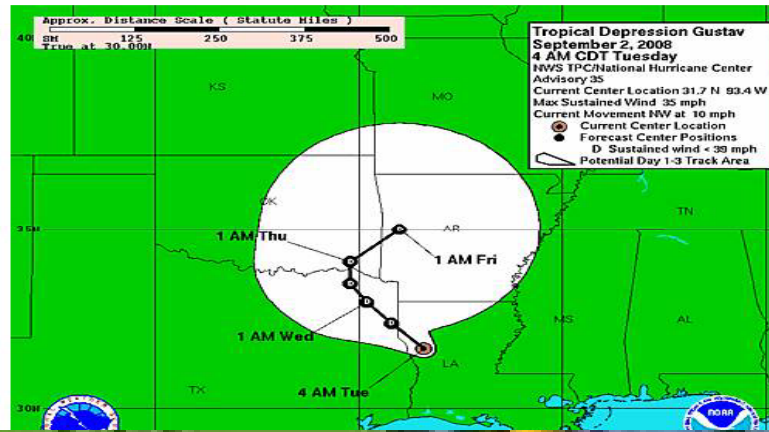 Approx. Distance Scale ( Statute Miles )
SM 125 250 375 500
True at 30.00N
Tropical Depression Gustav
September 2, 2008
4 AM CDT Tuesday
NWS TPC/National Hurricane Center
Advisory 35
Current Center Location 31.7 N 93.4 W
Max Sustained Wind 35 mph
Current Movement NW at 10 mph
Current Center Location
Forecast Center Positions
D Sustained wind < 39 mph
Potential Day 1-3 Track Area
40N
KS
MO
OK
TN
35N
AR
1 AM Thu
1 AM Fri
D
D
D
D
D
1 AM Wed
MS
AL
LA
TX
4 AM Tue
30N
NOAA